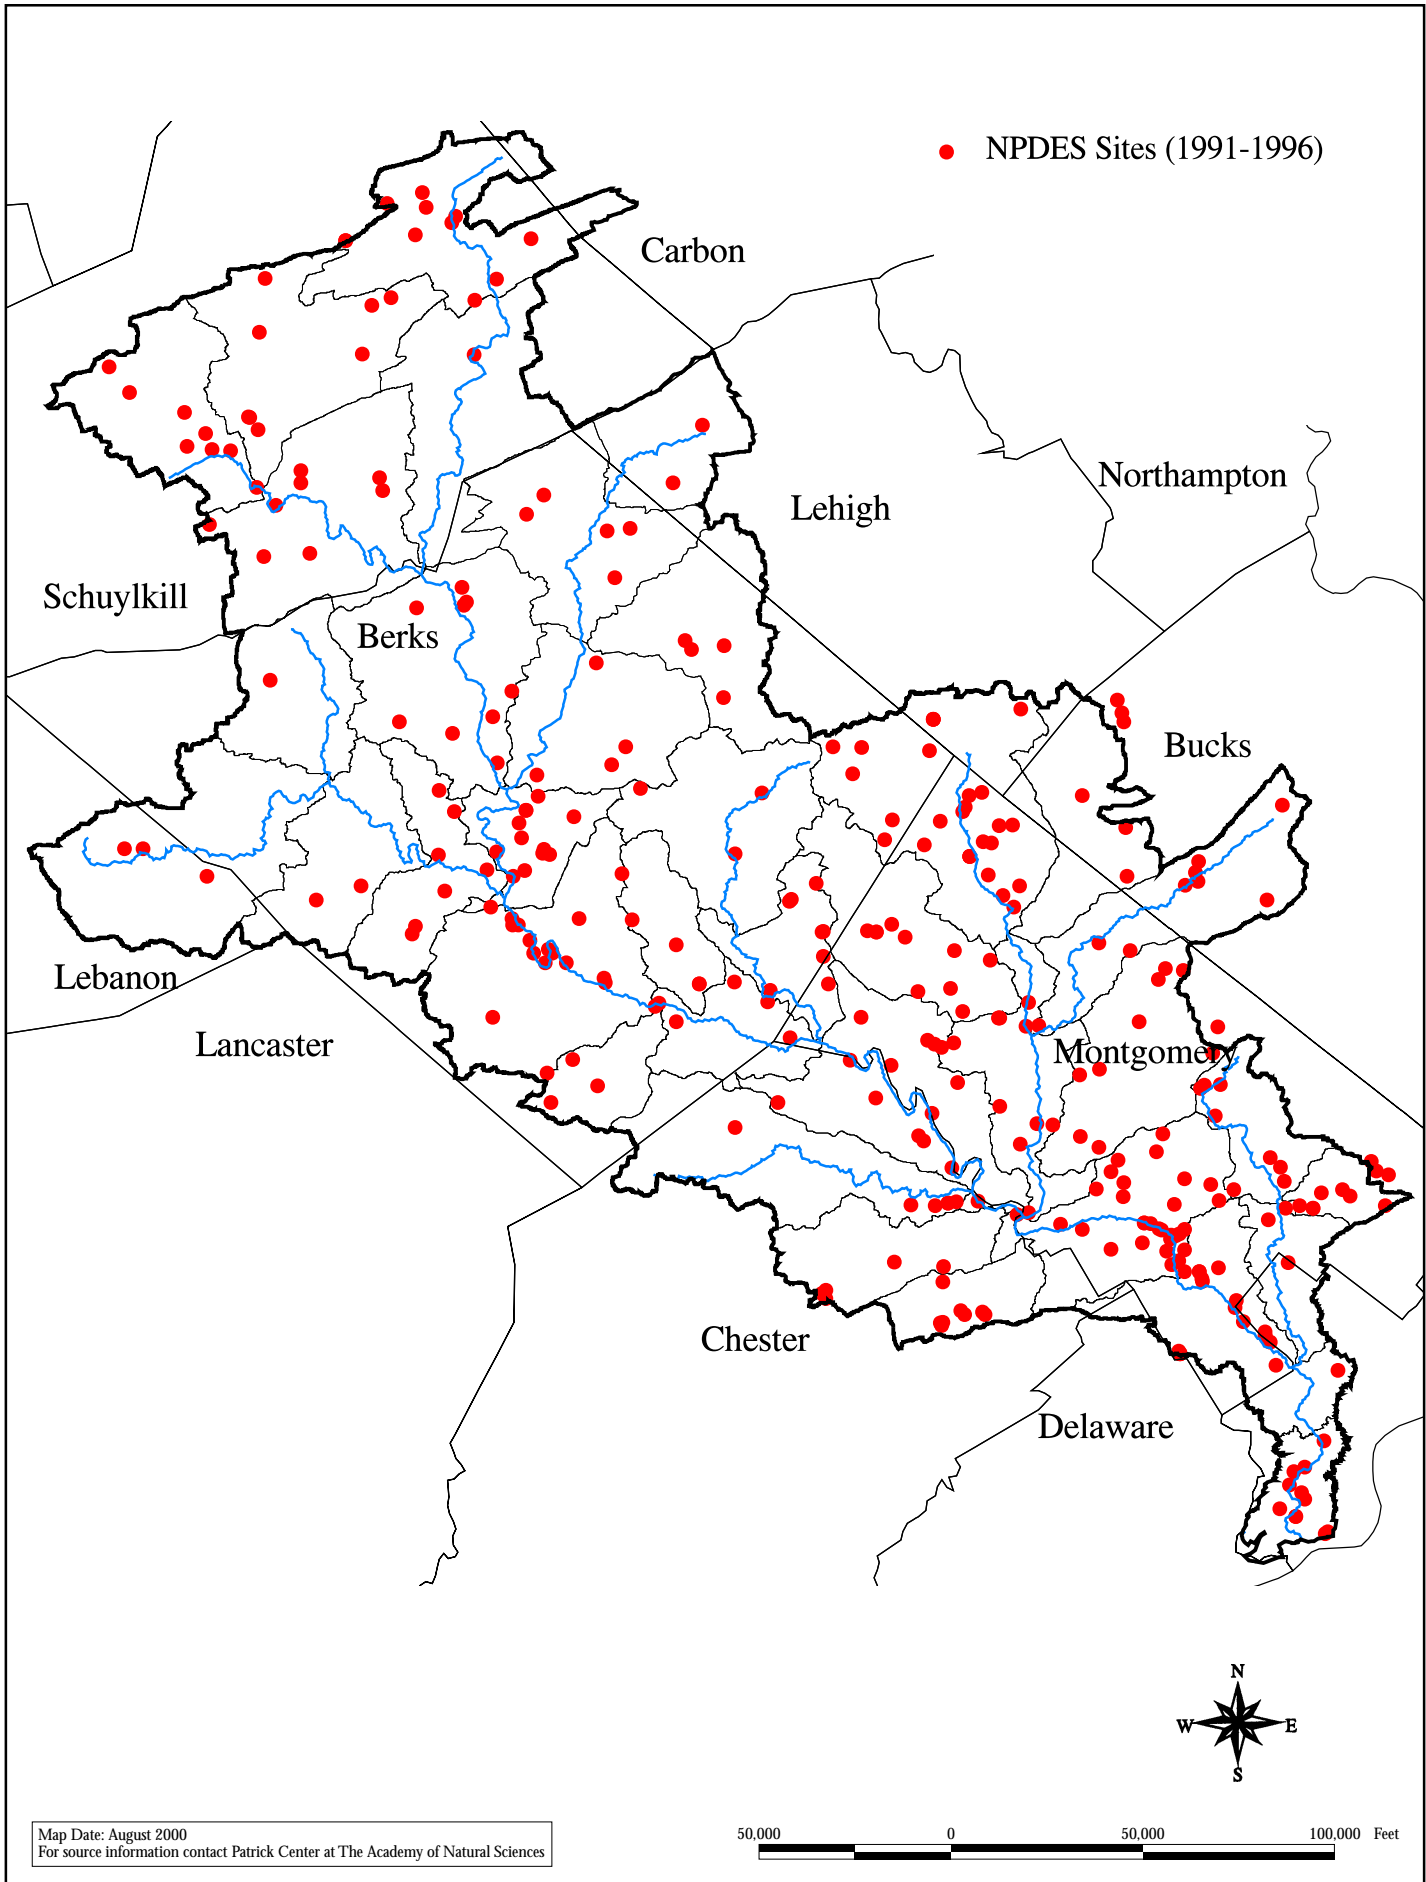 NPDES Sites (1991-1996)
Carbon
Northampton
Lehigh
Schuylkill
Berks
Bucks
Lebanon
Lancaster
Montgomery
Chester
Delaware
N
W
E
S
Map Date: August 2000
For source information contact Patrick Center at The Academy of Natural Sciences
50,000 0 50,000 100,000 Feet